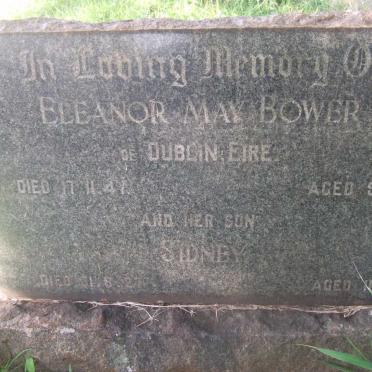 In Loving Memory O
ELEANOR MAY BOWER
OF DUBLIN, EIRE.
DIED 17. 11. 47. AGED
AND HER SON
SIDNEY
DIED AGED